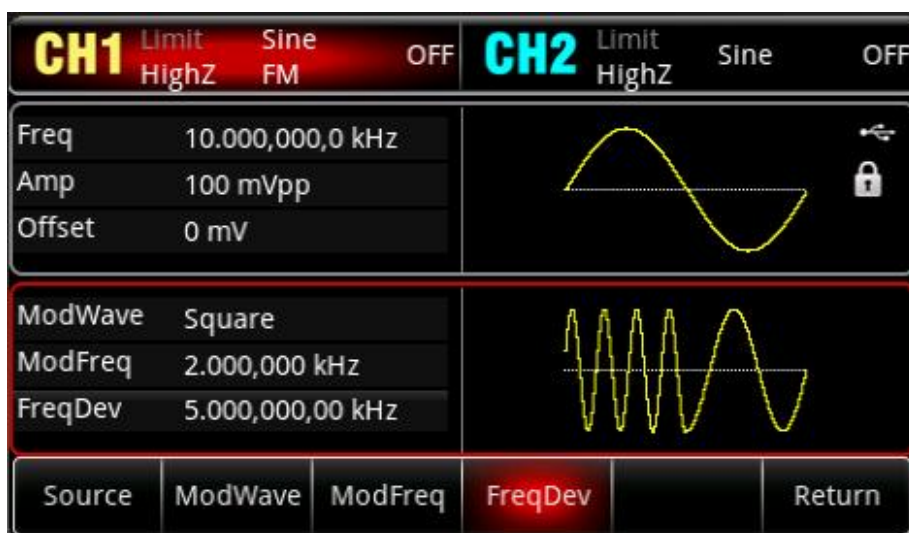 CH1 Limit Sine OFF CH2 Limit Sine OFF
HighZ FM HighZ
Freq 10.000,000,0 kHz
Amp 100 mVpp
Offset 0 mV
ModWave Square
ModFreq 2.000,000 kHz
FreqDev 5.000,000,00 kHz
Source ModWave ModFreq FreqDev Return